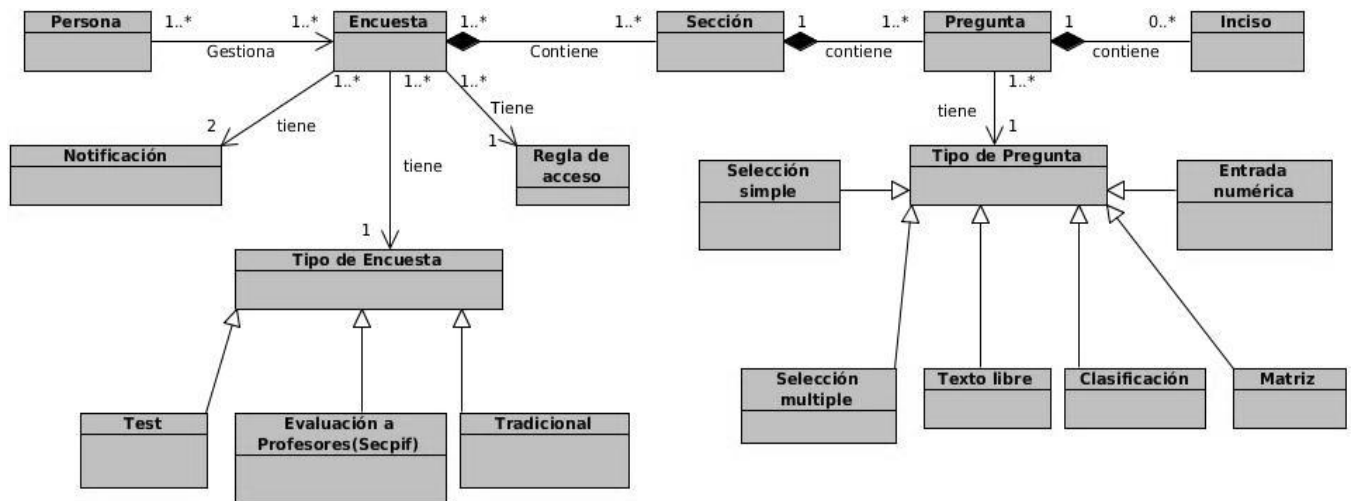 Persona
1..*
Gestiona
1..*
Encuesta
1..*
Contiene
1..*
Sección
1
contiene
1..*
Pregunta
1
contiene
0..*
Inciso
1..*
1..*
1..*
2
tiene
tiene
Tiene
1
1..*
tiene
1
Notificación
Regla de
acceso
Tipo de Pregunta
Selección
simple
Entrada
numérica
1
Tipo de Encuesta
Selección
multiple
Texto libre
Clasificación
Matriz
Test
Evaluación a
Profesores(Secpif)
Tradicional